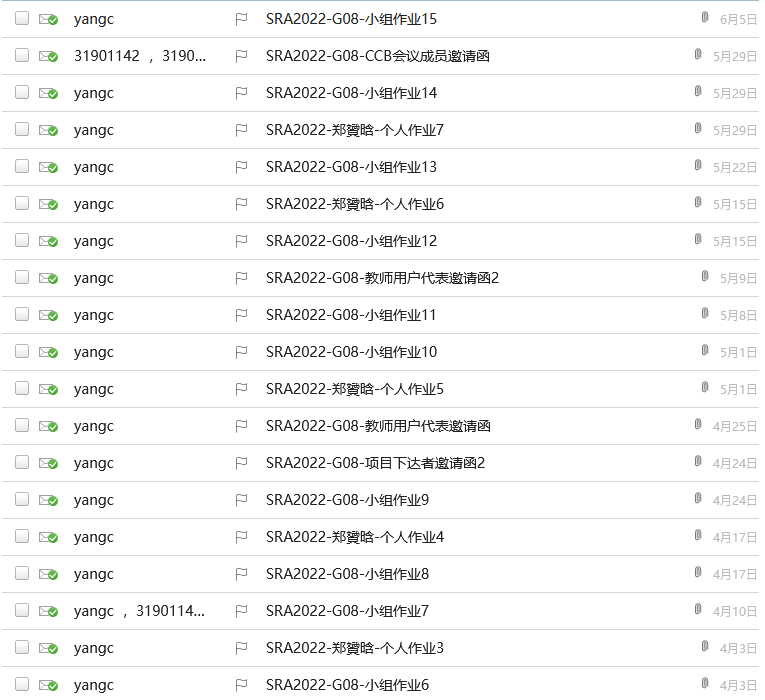 yangc SRA2022-G08-小组作业15 6月5日
31901142 ，3190... SRA2022-G08-CCB会议成员邀请函 5月29日
yangc SRA2022-G08-小组作业14 5月29日
yangc SRA2022-郑赟晗-个人作业7 5月29日
yangc SRA2022-G08-小组作业13 5月22日
yangc SRA2022-郑赟晗-个人作业6 5月15日
yangc SRA2022-G08-小组作业12 5月15日
yangc SRA2022-G08-教师用户代表邀请函2 5月9日
yangc SRA2022-G08-小组作业11 5月8日
yangc SRA2022-G08-小组作业10 5月1日
yangc SRA2022-郑赟晗-个人作业5 5月1日
yangc SRA2022-G08-教师用户代表邀请函 4月25日
yangc SRA2022-G08-项目下达者邀请函2 4月24日
yangc SRA2022-G08-小组作业9 4月24日
yangc SRA2022-郑赟晗-个人作业4 4月17日
yangc SRA2022-G08-小组作业8 4月17日
yangc ，3190114... SRA2022-G08-小组作业7 4月10日
yangc SRA2022-郑赟晗-个人作业3 4月3日
yangc SRA2022-G08-小组作业6 4月3日